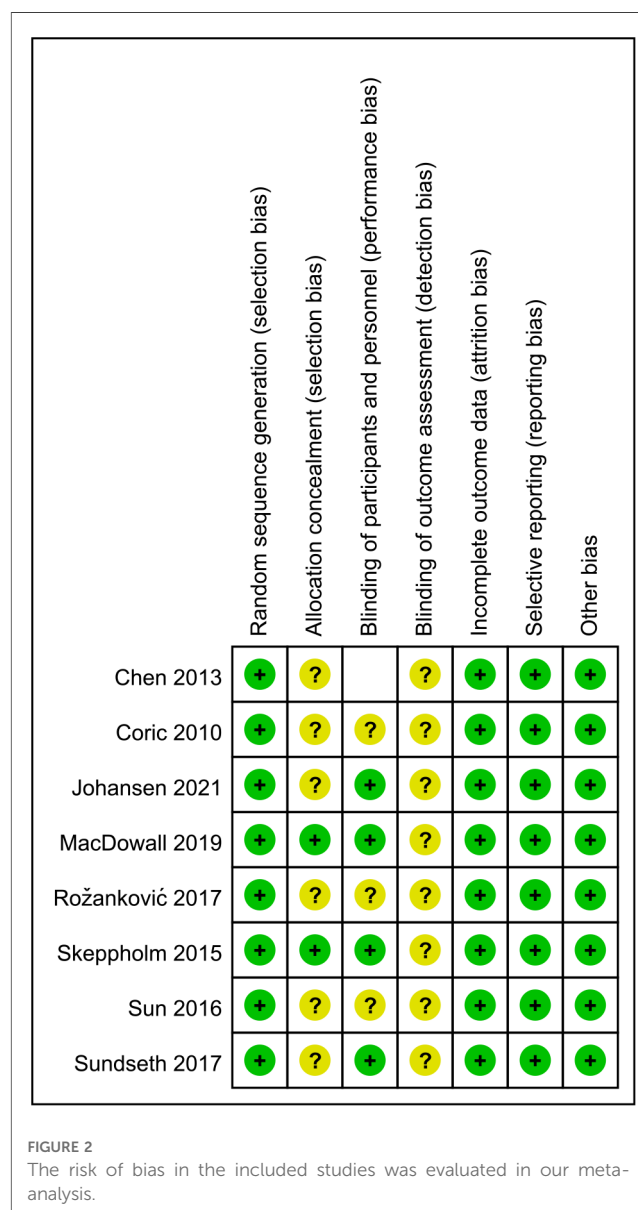 Random sequence generation (selection bias)
Allocation concealment (selection bias)
Blinding of participants and personnel (performance bias)
Blinding of outcome assessment (detection bias)
Incomplete outcome data (attrition bias)
Selective reporting (reporting bias)
Other bias
Chen 2013 + ? ? + + +
Coric 2010 + ? ? ? + + +
Johansen 2021 + ? + ? + + +
MacDowall 2019 + + + ? + + +
Rožanković 2017 + ? ? ? + + +
Skeppholm 2015 + + + ? + + +
Sun 2016 + ? ? ? + + +
Sundseth 2017 + ? + ? + + +
FIGURE 2
The risk of bias in the included studies was evaluated in our meta-
analysis.